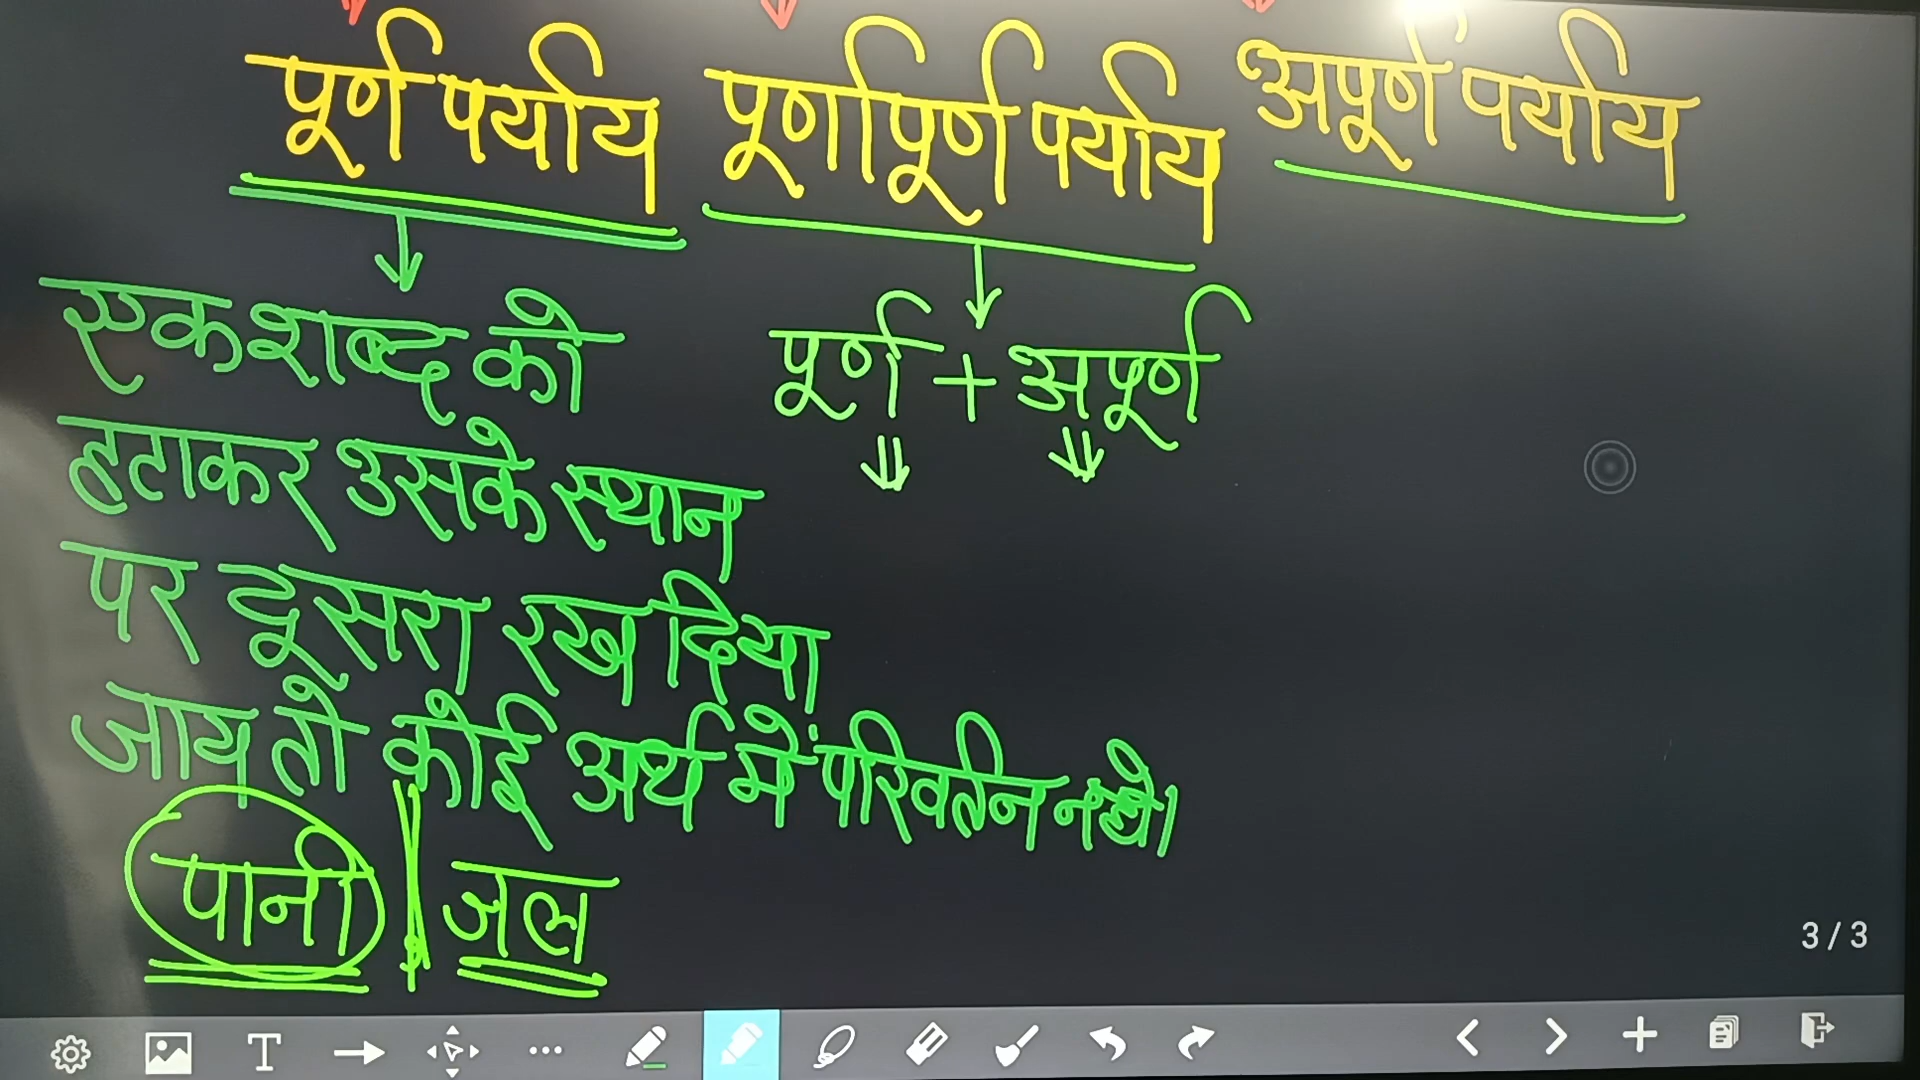 पूर्ण पर्याय पूर्णापूर्ण पर्याय अपूर्ण पर्याय
एक शब्द को
पूर्ण + अपूर्ण
हटाकर उसके स्थान
पर दूसरा रख दिया
जाय तो कोई अर्थ में परिवर्तन न हो।
पानी | जल
3/3
T